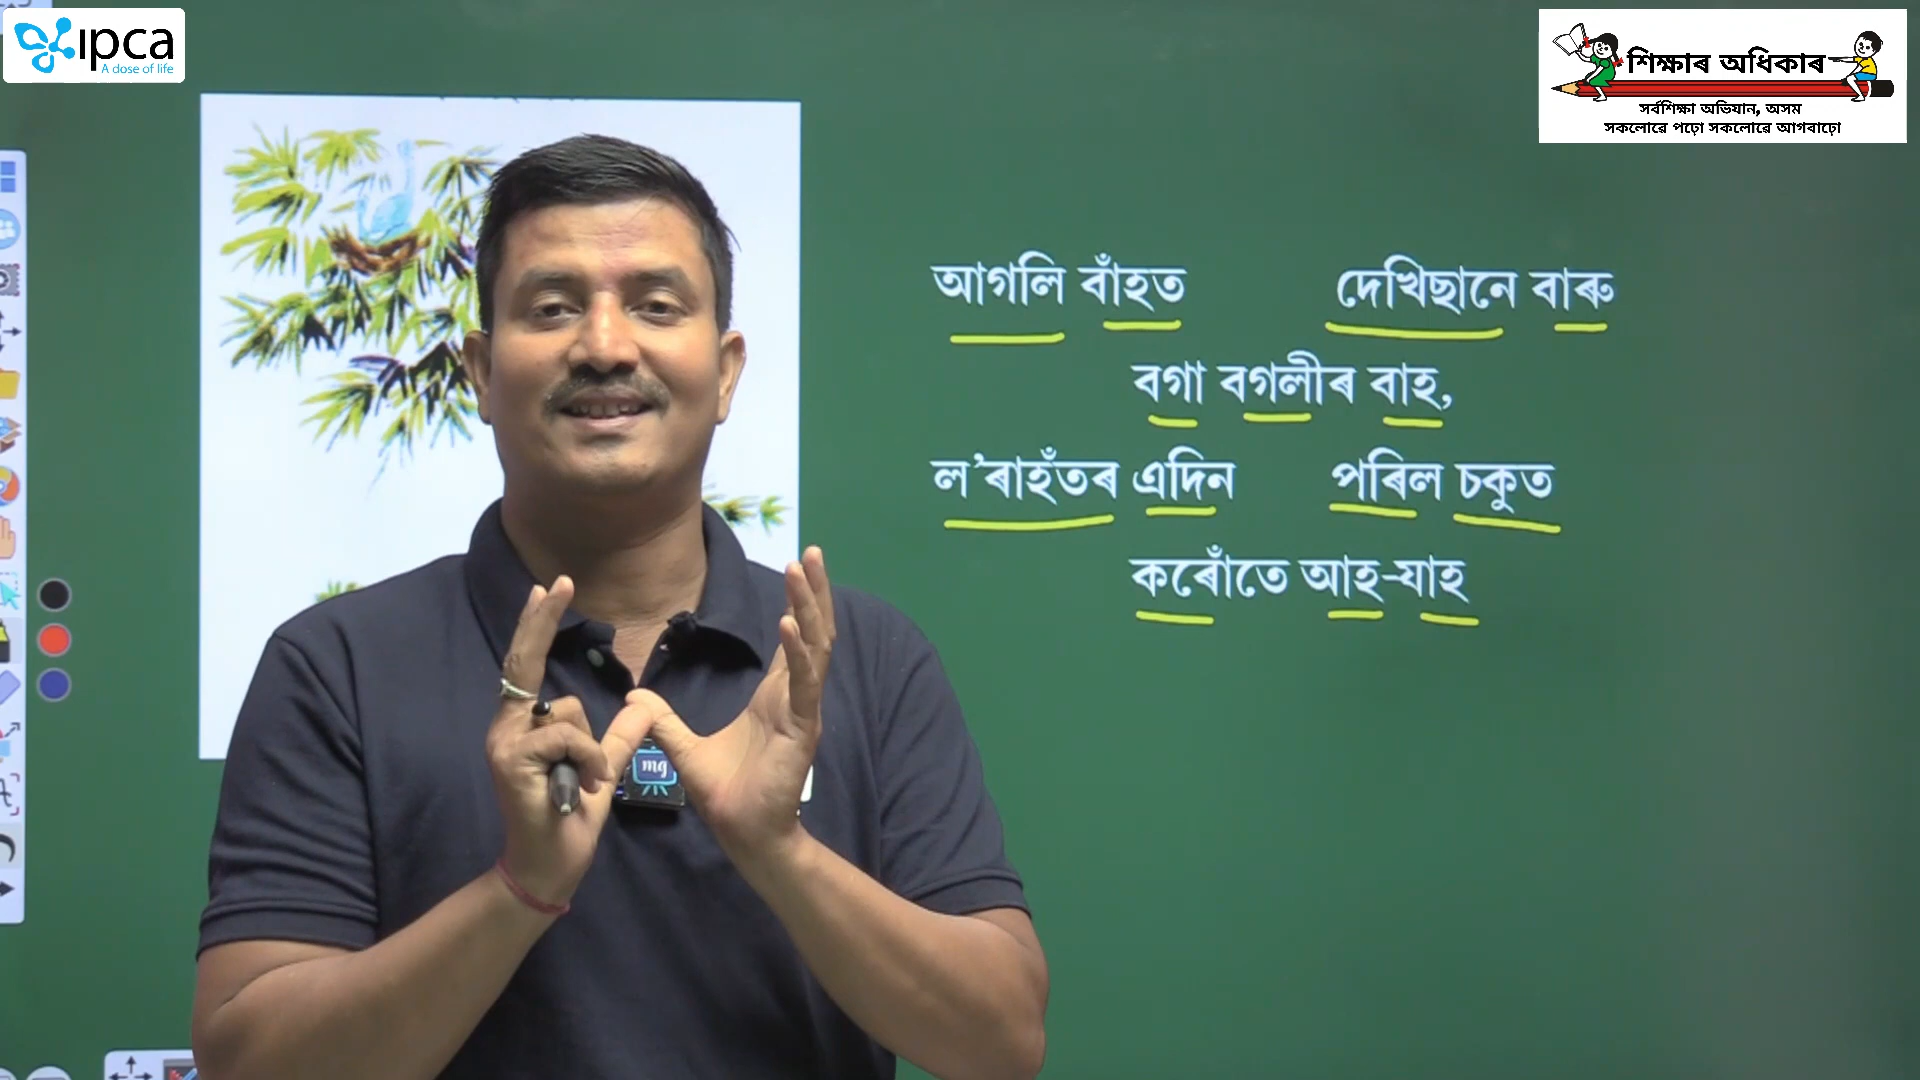 ipca
A dose of life
শিক্ষাৰ অধিকাৰ
সৰ্বশিক্ষা অভিযান, অসম
সকলোৱে পঢ়ো সকলোৱে আগবাঢ়ো
আগলি বাঁহত দেখিছানে বাৰু
বগা বগলীৰ বাহ,
ল’ৰাহঁতৰ এদিন পৰিল চকুত
কৰোঁতে আহ-যাহ
mg